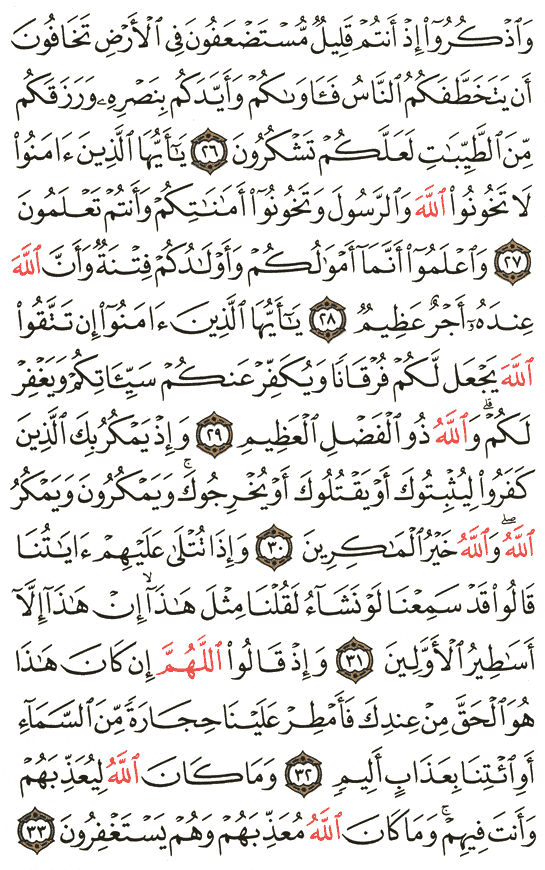 وَٱذۡكُرُوٓاْ إِذۡ أَنتُمۡ قَلِيلٞ مُّسۡتَضۡعَفُونَ فِي ٱلۡأَرۡضِ تَخَافُونَ
أَن يَتَخَطَّفَكُمُ ٱلنَّاسُ فَـَٔاوَىٰكُمۡ وَأَيَّدَكُم بِنَصۡرِهِۦ وَرَزَقَكُم
مِّنَ ٱلطَّيِّبَٰتِ لَعَلَّكُمۡ تَشۡكُرُونَ ٢٦ يَٰٓأَيُّهَا ٱلَّذِينَ ءَامَنُواْ
لَا تَخُونُواْ ٱللَّهَ وَٱلرَّسُولَ وَتَخُونُوٓاْ أَمَٰنَٰتِكُمۡ وَأَنتُمۡ تَعۡلَمُونَ
٢٧ وَٱعۡلَمُوٓاْ أَنَّمَآ أَمۡوَٰلُكُمۡ وَأَوۡلَٰدُكُمۡ فِتۡنَةٞ وَأَنَّ ٱللَّهَ
عِندَهُۥٓ أَجۡرٌ عَظِيمٞ ٢٨ يَٰٓأَيُّهَا ٱلَّذِينَ ءَامَنُوٓاْ إِن تَتَّقُواْ
ٱللَّهَ يَجۡعَل لَّكُمۡ فُرۡقَانٗا وَيُكَفِّرۡ عَنكُمۡ سَيِّـَٔاتِكُمۡ وَيَغۡفِرۡ
لَكُمۡۗ وَٱللَّهُ ذُو ٱلۡفَضۡلِ ٱلۡعَظِيمِ ٢٩ وَإِذۡ يَمۡكُرُ بِكَ ٱلَّذِينَ
كَفَرُواْ لِيُثۡبِتُوكَ أَوۡ يَقۡتُلُوكَ أَوۡ يُخۡرِجُوكَۚ وَيَمۡكُرُونَ وَيَمۡكُرُ
ٱللَّهُۖ وَٱللَّهُ خَيۡرُ ٱلۡمَٰكِرِينَ ٣٠ وَإِذَا تُتۡلَىٰ عَلَيۡهِمۡ ءَايَٰتُنَا
قَالُواْ قَدۡ سَمِعۡنَا لَوۡ نَشَآءُ لَقُلۡنَا مِثۡلَ هَٰذَآۙ إِنۡ هَٰذَآ إِلَّآ
أَسَٰطِيرُ ٱلۡأَوَّلِينَ ٣١ وَإِذۡ قَالُواْ ٱللَّهُمَّ إِن كَانَ هَٰذَا
هُوَ ٱلۡحَقَّ مِنۡ عِندِكَ فَأَمۡطِرۡ عَلَيۡنَا حِجَارَةٗ مِّنَ ٱلسَّمَآءِ
أَوِ ٱئۡتِنَا بِعَذَابٍ أَلِيمٖ ٣٢ وَمَا كَانَ ٱللَّهُ لِيُعَذِّبَهُمۡ
وَأَنتَ فِيهِمۡۚ وَمَا كَانَ ٱللَّهُ مُعَذِّبَهُمۡ وَهُمۡ يَسۡتَغۡفِرُونَ ٣٣